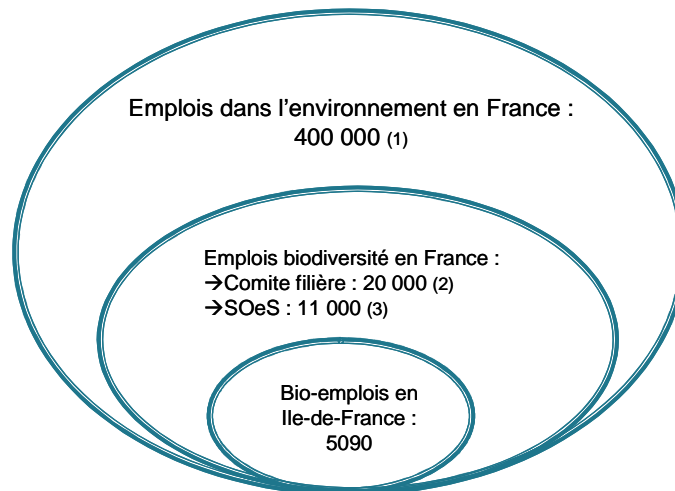 Emplois dans l'environnement en France :
400 000 (1)
Emplois biodiversité en France :
→Comite filière : 20 000 (2)
→SOeS : 11 000 (3)
Bio-emplois en
Ile-de-France :
5090